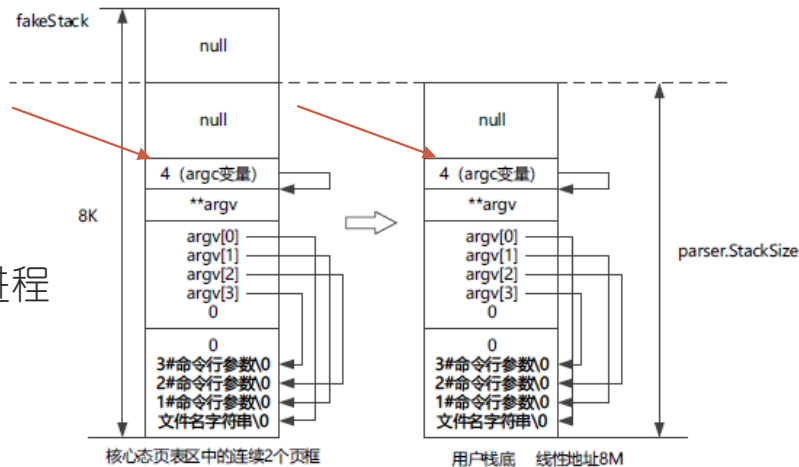 fakeStack
null
null
4（argc变量）
**argv
argv[0]
argv[1]
argv[2]
argv[3]
0
0
3#命令行参数\0
2#命令行参数\0
1#命令行参数\0
文件名字符串\0
8K
进程
核心态页表区中的连续2个页框
null
4（argc变量）
**argv
argv[0]
argv[1]
argv[2]
argv[3]
0
0
3#命令行参数\0
2#命令行参数\0
1#命令行参数\0
文件名字符串\0
parser.StackSize
用户栈底 线性地址8M